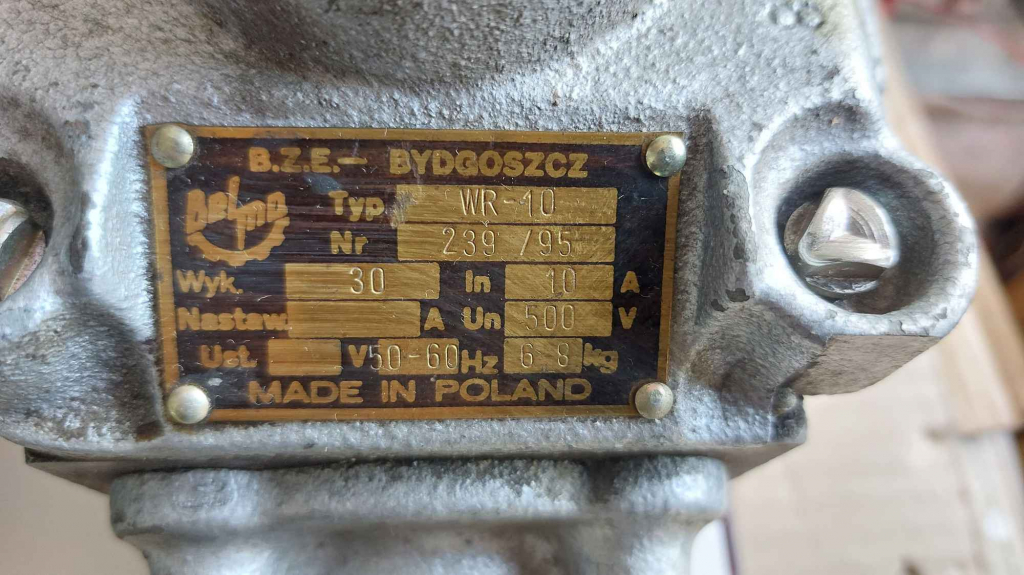 B.Z.E.- BYDGOSZCZ
Belma
Typ WR-10
Nr 239/95
Wyk. 30 In 10 A
Nastaw. A Un 500 V
Ust. V 50-60 Hz 6 8 kg
MADE IN POLAND